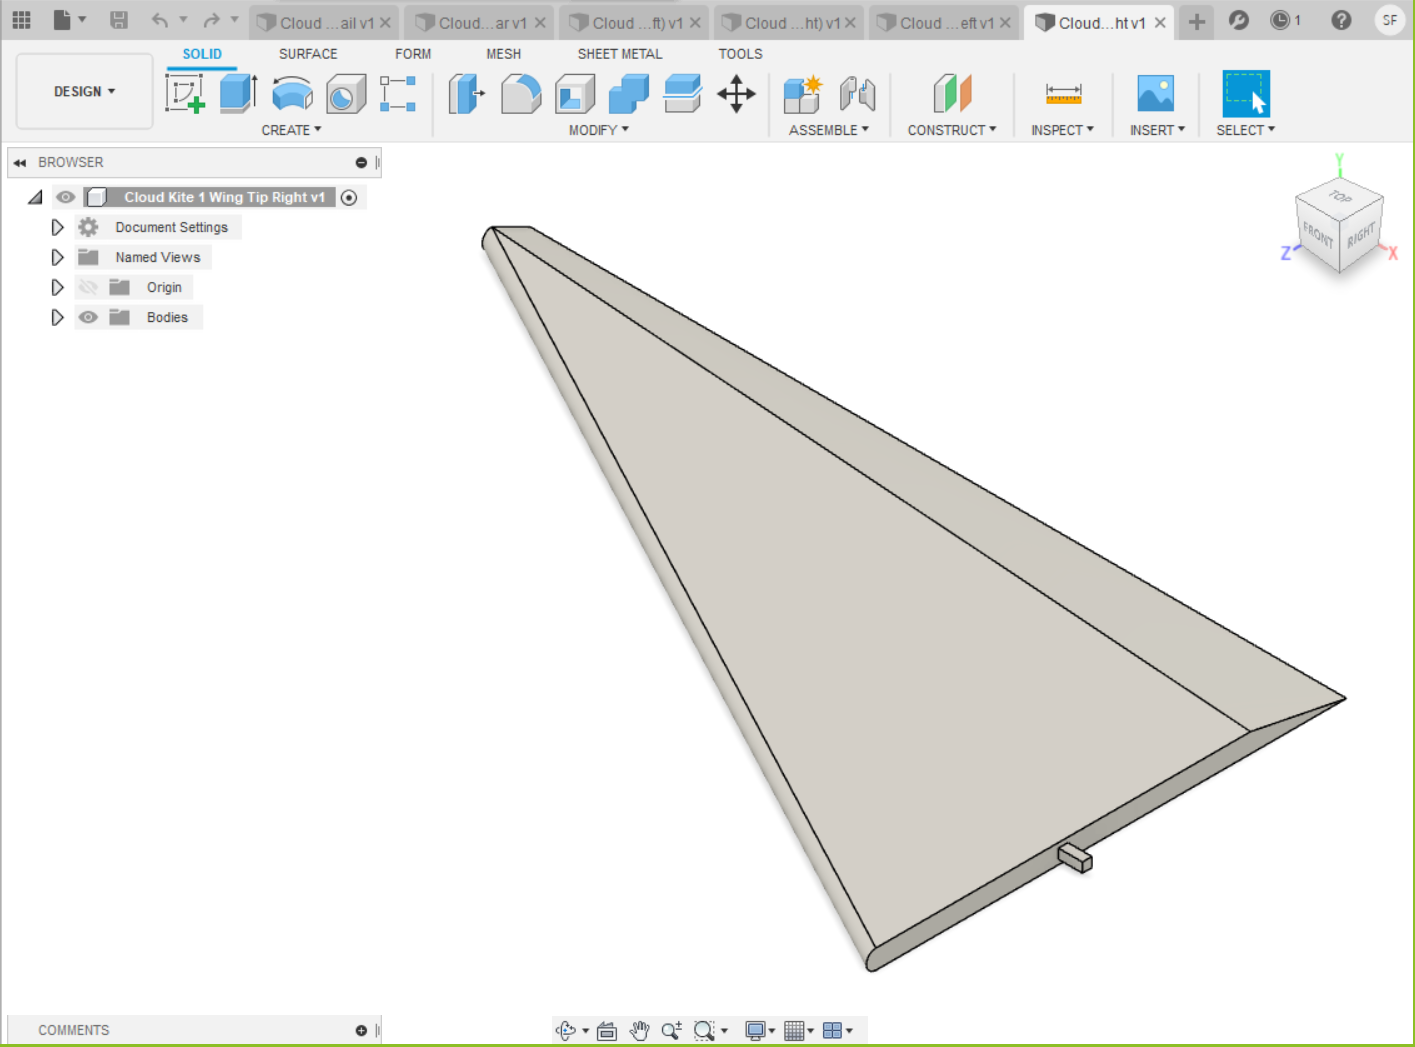 Cloud ...ail v1 Cloud...ar v1 Cloud ...ft) v1 Cloud ...ht) v1 Cloud ...eft v1 Cloud...ht v1 1 SF
SOLID SURFACE FORM MESH SHEET METAL TOOLS
DESIGN
CREATE MODIFY ASSEMBLE CONSTRUCT INSPECT INSERT SELECT
BROWSER
Cloud Kite 1 Wing Tip Right v1
Document Settings
Named Views
Origin
Bodies
Y
TOP
FRONT RIGHT
Z X
COMMENTS